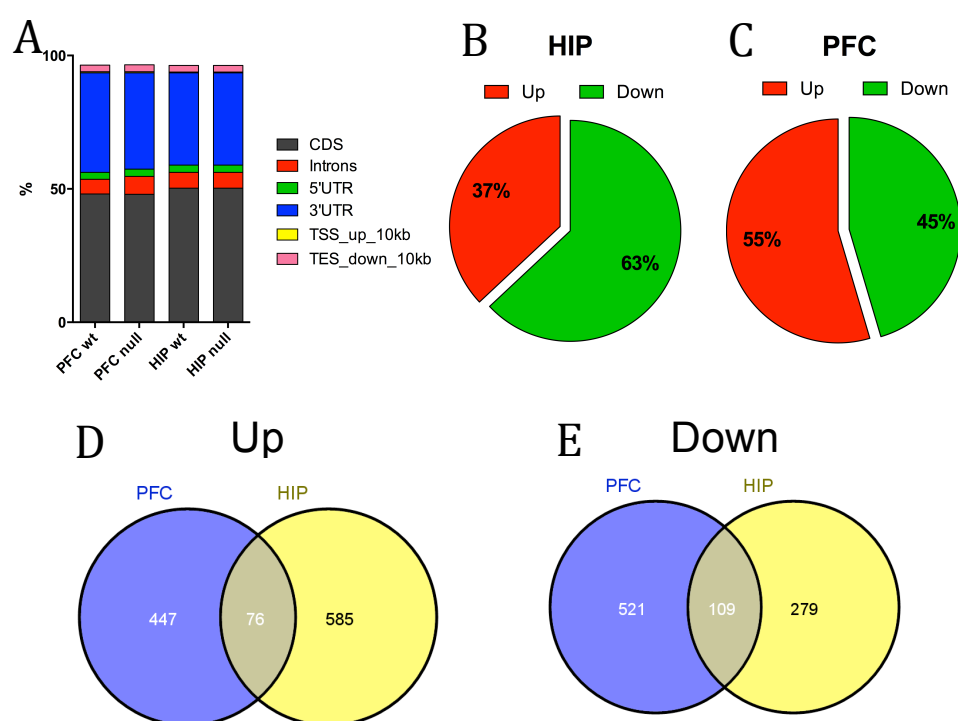 A
100
50
0
%
PFC wt
PFC null
HIP wt
HIP null
CDS
Introns
5'UTR
3'UTR
TSS_up_10kb
TES_down_10kb
B
HIP
Up
Down
37%
63%
C
PFC
Up
Down
55%
45%
D
Up
PFC
HIP
447
76
585
E
Down
PFC
HIP
521
109
279